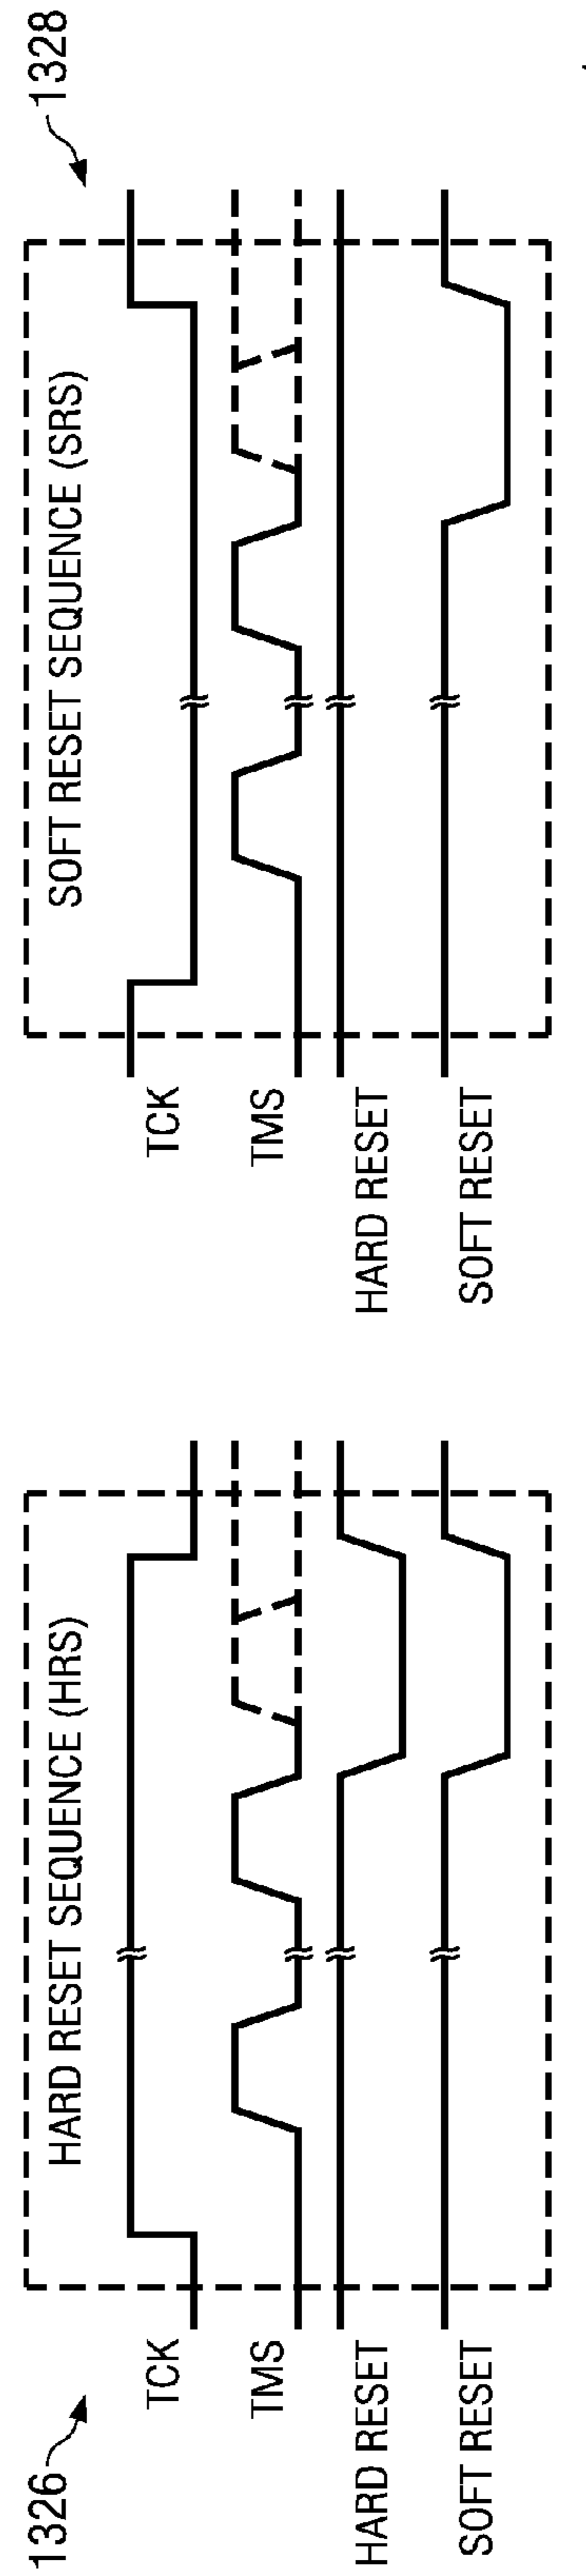 1326
HARD RESET SEQUENCE (HRS)
TCK
TMS
HARD RESET
SOFT RESET
1328
SOFT RESET SEQUENCE (SRS)
TCK
TMS
HARD RESET
SOFT RESET